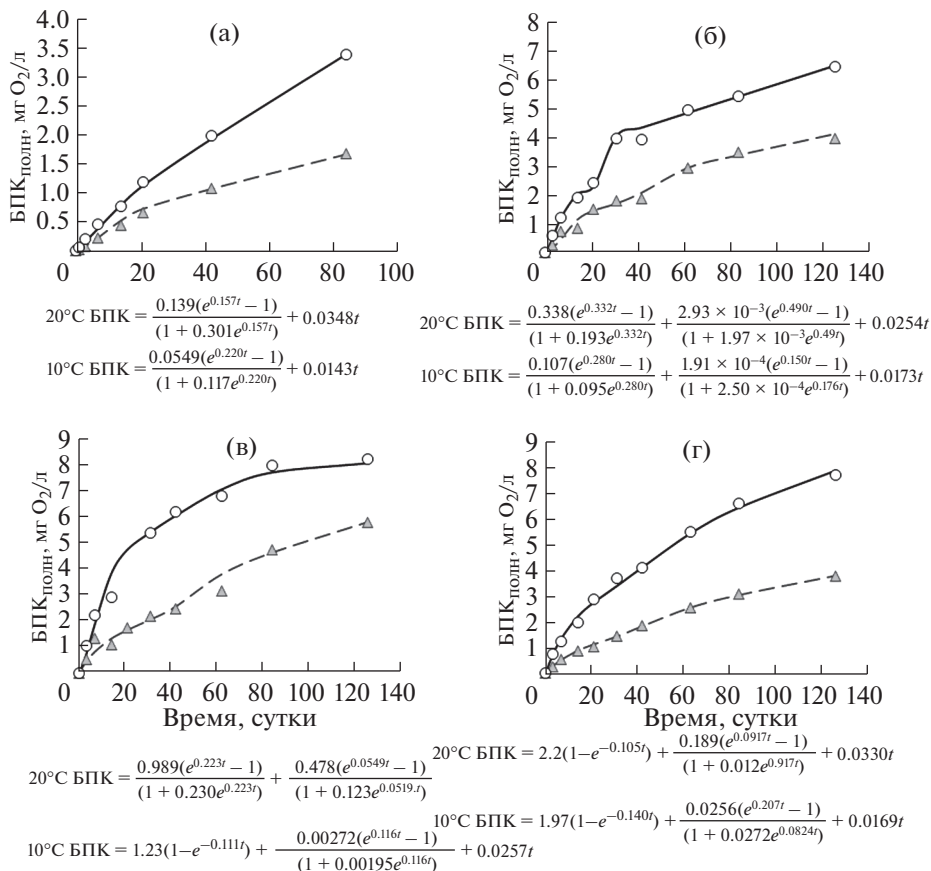 (а)
БПКполн, мг O2/л
4.0
3.5
3.0
2.5
2.0
1.5
1.0
0.5
0 20 40 60 80 100
20°C БПК = 0.139(e^0.157t − 1)/(1 + 0.301e^0.157t) + 0.0348t
10°C БПК = 0.0549(e^0.220t − 1)/(1 + 0.117e^0.220t) + 0.0143t
(б)
БПКполн, мг O2/л
8
7
6
5
4
3
2
1
0 20 40 60 80 100 120 140
20°C БПК = 0.338(e^0.332t − 1)/(1 + 0.193e^0.332t) + 2.93 × 10^−3(e^0.490t − 1)/(1 + 1.97 × 10^−3e^0.49t) + 0.0254t
10°C БПК = 0.107(e^0.280t − 1)/(1 + 0.095e^0.280t) + 1.91 × 10^−4(e^0.150t − 1)/(1 + 2.50 × 10^−4e^0.176t) + 0.0173t
(в)
БПКполн, мг O2/л
9
8
7
6
5
4
3
2
1
0 20 40 60 80 100 120 140
Время, сутки
20°C БПК = 0.989(e^0.223t − 1)/(1 + 0.230e^0.223t) + 0.478(e^0.0549t − 1)/(1 + 0.123e^0.0519.t)
10°C БПК = 1.23(1−e^−0.111t) + 0.00272(e^0.116t − 1)/(1 + 0.00195e^0.116t) + 0.0257t
(г)
БПКполн, мг O2/л
9
8
7
6
5
4
3
2
1
0 20 40 60 80 100 120 140
Время, сутки
20°C БПК = 2.2(1−e^−0.105t) + 0.189(e^0.0917t − 1)/(1 + 0.012e^0.917t) + 0.0330t
10°C БПК = 1.97(1−e^−0.140t) + 0.0256(e^0.207t − 1)/(1 + 0.0272e^0.0824t) + 0.0169t